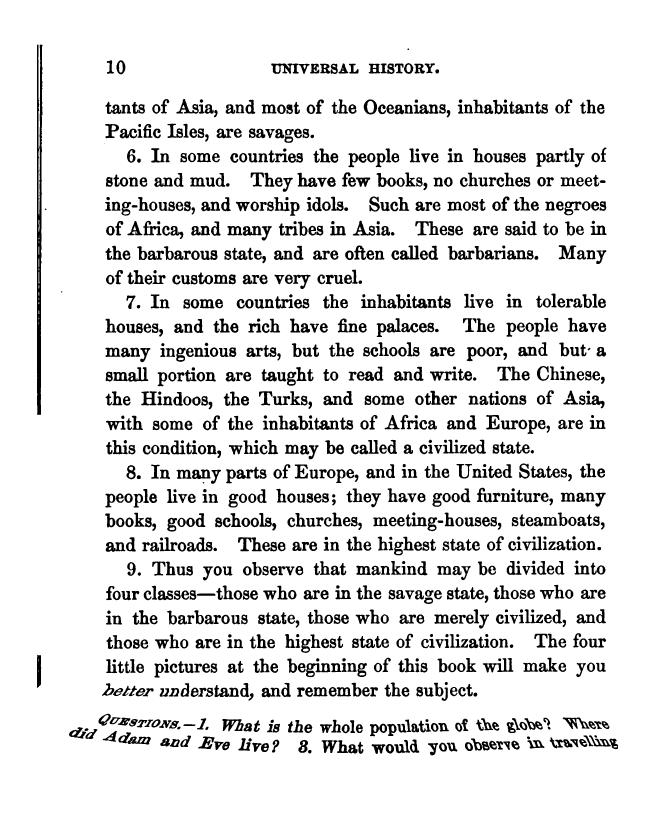 10 UNIVERSAL HISTORY.
tants of Asia, and most of the Oceanians, inhabitants of the
Pacific Isles, are savages.
6. In some countries the people live in houses partly of
stone and mud. They have few books, no churches or meet-
ing-houses, and worship idols. Such are most of the negroes
of Africa, and many tribes in Asia. These are said to be in
the barbarous state, and are often called barbarians. Many
of their customs are very cruel.
7. In some countries the inhabitants live in tolerable
houses, and the rich have fine palaces. The people have
many ingenious arts, but the schools are poor, and but a
small portion are taught to read and write. The Chinese,
the Hindoos, the Turks, and some other nations of Asia,
with some of the inhabitants of Africa and Europe, are in
this condition, which may be called a civilized state.
8. In many parts of Europe, and in the United States, the
people live in good houses; they have good furniture, many
books, good schools, churches, meeting-houses, steamboats,
and railroads. These are in the highest state of civilization.
9. Thus you observe that mankind may be divided into
four classes—those who are in the savage state, those who are
in the barbarous state, those who are merely civilized, and
those who are in the highest state of civilization. The four
little pictures at the beginning of this book will make you
better understand, and remember the subject.
QUESTIONS.—1. What is the whole population of the globe? Where
did Adam and Eve live? 3. What would you observe in travelling